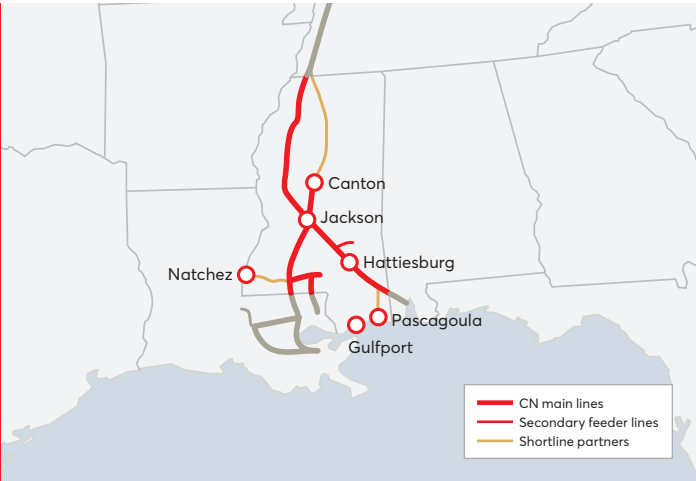 Canton
Jackson
Hattiesburg
Natchez
Pascagoula
Gulfport
CN main lines
Secondary feeder lines
Shortline partners